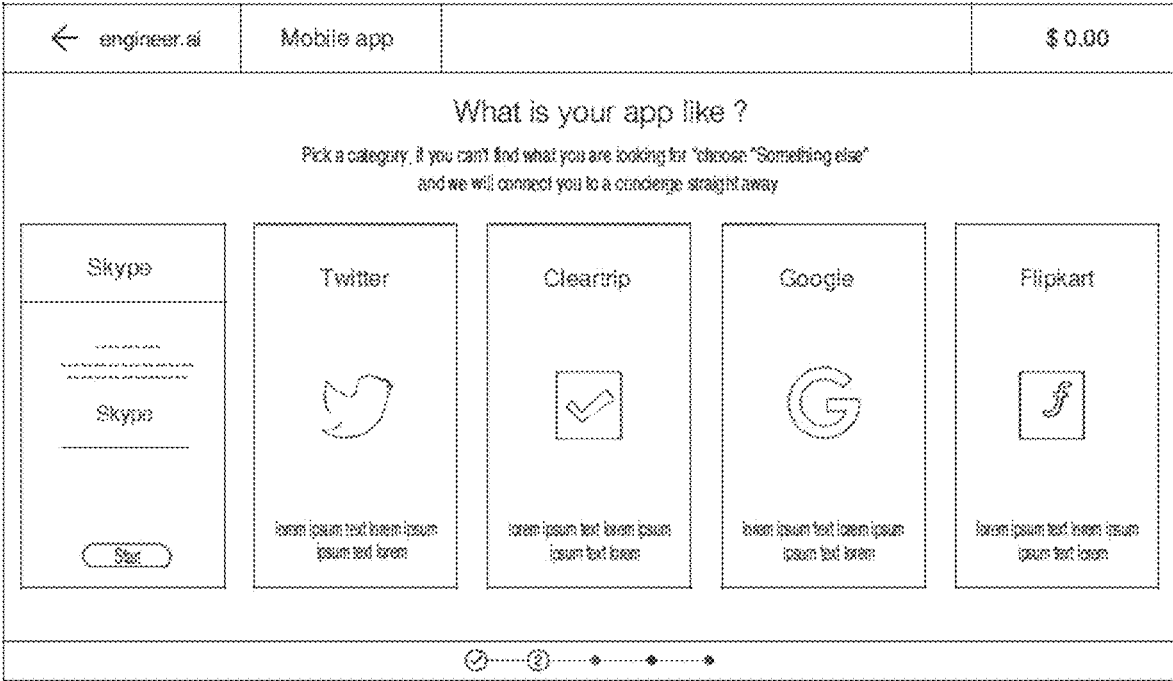 engineer.ai
Mobile app
$ 0.00
What is your app like ?
Pick a category, if you can't find what you are looking for "choose "Something else"
and we will connect you to a concierge straight away
Skype
Skype
Start
Twitter
lorem ipsum text lorem ipsum
ipsum text lorem
Cleartrip
lorem ipsum text lorem ipsum
ipsum text lorem
Google
G
lorem ipsum text lorem ipsum
ipsum text lorem
Flipkart
f
lorem ipsum text lorem ipsum
ipsum text lorem
2